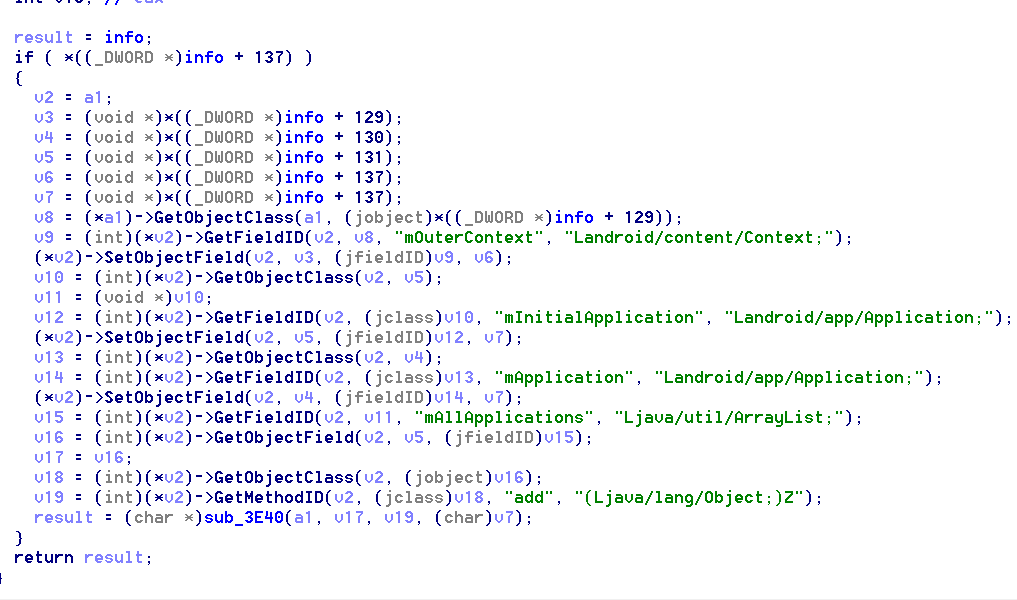 result = info;
if ( *((_DWORD *)info + 137) )
{
v2 = a1;
v3 = (void *)*((_DWORD *)info + 129);
v4 = (void *)*((_DWORD *)info + 130);
v5 = (void *)*((_DWORD *)info + 131);
v6 = (void *)*((_DWORD *)info + 137);
v7 = (void *)*((_DWORD *)info + 137);
v8 = (*a1)->GetObjectClass(a1, (jobject)*((_DWORD *)info + 129));
v9 = (int)(*v2)->GetFieldID(v2, v8, "mOuterContext", "Landroid/content/Context;");
(*v2)->SetObjectField(v2, v3, (jfieldID)v9, v6);
v10 = (int)(*v2)->GetObjectClass(v2, v5);
v11 = (void *)v10;
v12 = (int)(*v2)->GetFieldID(v2, (jclass)v10, "mInitialApplication", "Landroid/app/Application;");
(*v2)->SetObjectField(v2, v5, (jfieldID)v12, v7);
v13 = (int)(*v2)->GetObjectClass(v2, v4);
v14 = (int)(*v2)->GetFieldID(v2, (jclass)v13, "mApplication", "Landroid/app/Application;");
(*v2)->SetObjectField(v2, v4, (jfieldID)v14, v7);
v15 = (int)(*v2)->GetFieldID(v2, v11, "mAllApplications", "Ljava/util/ArrayList;");
v16 = (int)(*v2)->GetObjectField(v2, v5, (jfieldID)v15);
v17 = v16;
v18 = (int)(*v2)->GetObjectClass(v2, (jobject)v16);
v19 = (int)(*v2)->GetMethodID(v2, (jclass)v18, "add", "(Ljava/lang/Object;)Z");
result = (char *)sub_3E40(a1, v17, v19, (char)v7);
}
return result;
}